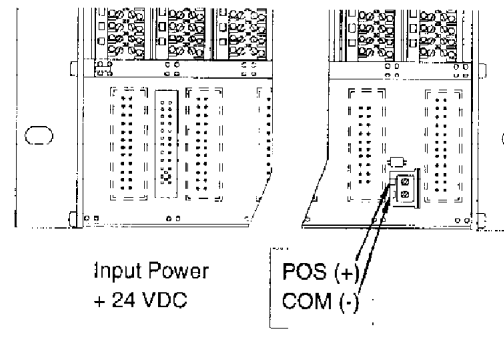 Input Power
+ 24 VDC
POS (+)
COM (-)